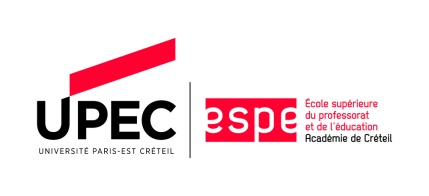 UPEC
UNIVERSITÉ PARIS-EST CRÉTEIL
espe
École supérieure
du professorat
et de l'éducation
Académie de Créteil